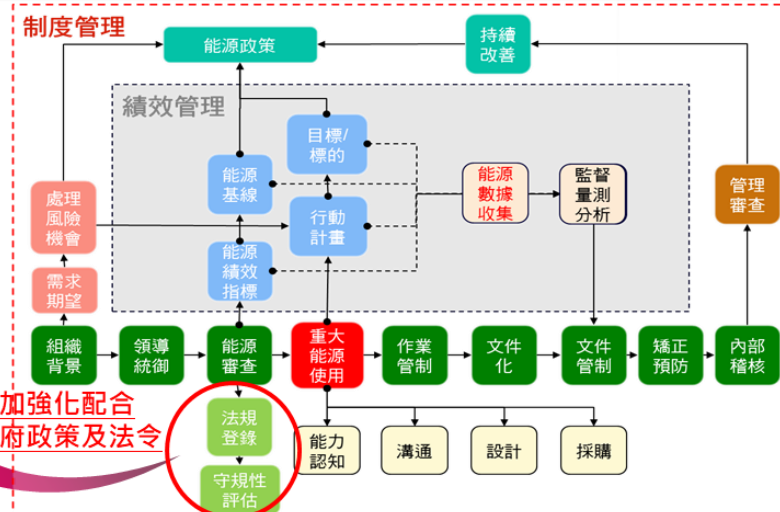 制度管理
能源政策
持續
改善
績效管理
目標/
標的
能源
基線
能源
數據
收集
監督
量測
分析
管理
審查
處理
風險
機會
行動
計畫
能源
績效
指標
需求
期望
組織
背景
領導
統御
能源
審查
重大
能源
使用
作業
管制
文件
化
文件
管制
矯正
預防
內部
稽核
加強化配合
府政策及法令
法規
登錄
能力
認知
溝通
設計
採購
守規性
評估